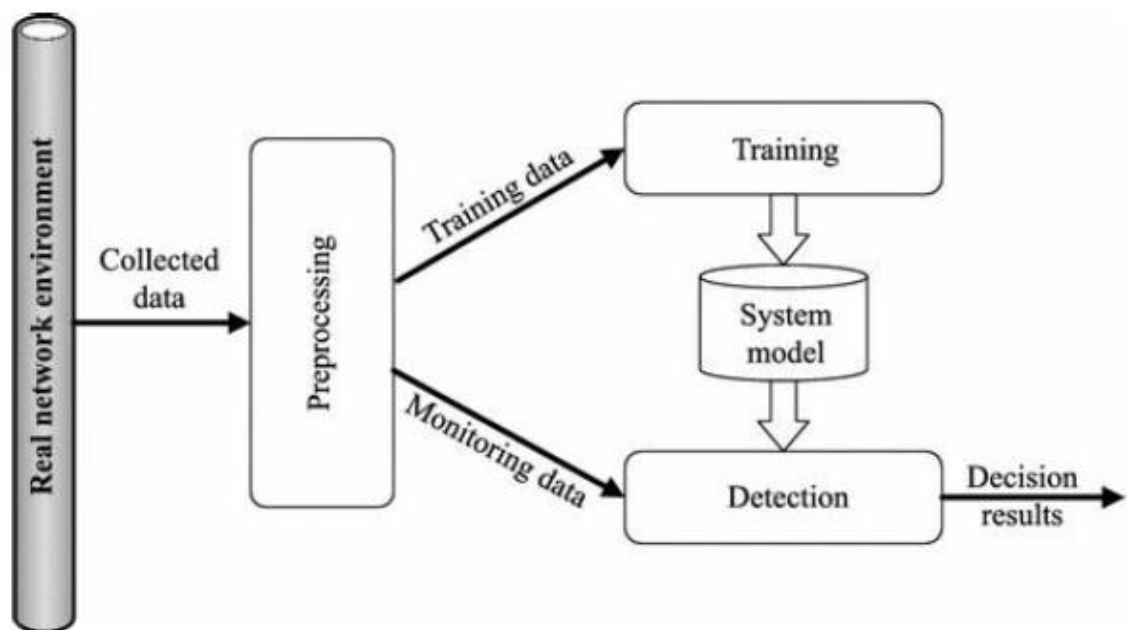 Real network environment
Collected
data
Preprocessing
Training data
Monitoring data
Training
System
model
Detection
Decision
results